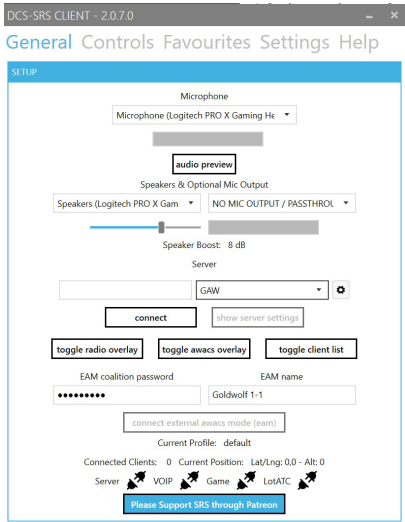 DCS-SRS CLIENT - 2.0.7.0
General Controls Favourites Settings Help
SETUP
Microphone
Microphone (Logitech PRO X Gaming He
audio preview
Speakers & Optional Mic Output
Speakers (Logitech PRO X Gam NO MIC OUTPUT / PASSTHROU
Speaker Boost: 8 dB
Server
GAW
connect show server settings
toggle radio overlay toggle awacs overlay toggle client list
EAM coalition password EAM name
●●●●●●●●● Goldwolf 1-1
connect external awacs mode (eam)
Current Profile: default
Connected Clients: 0 Current Position: Lat/Lng: 0,0 - Alt: 0
Server VOIP Game LotATC
Please Support SRS through Patreon